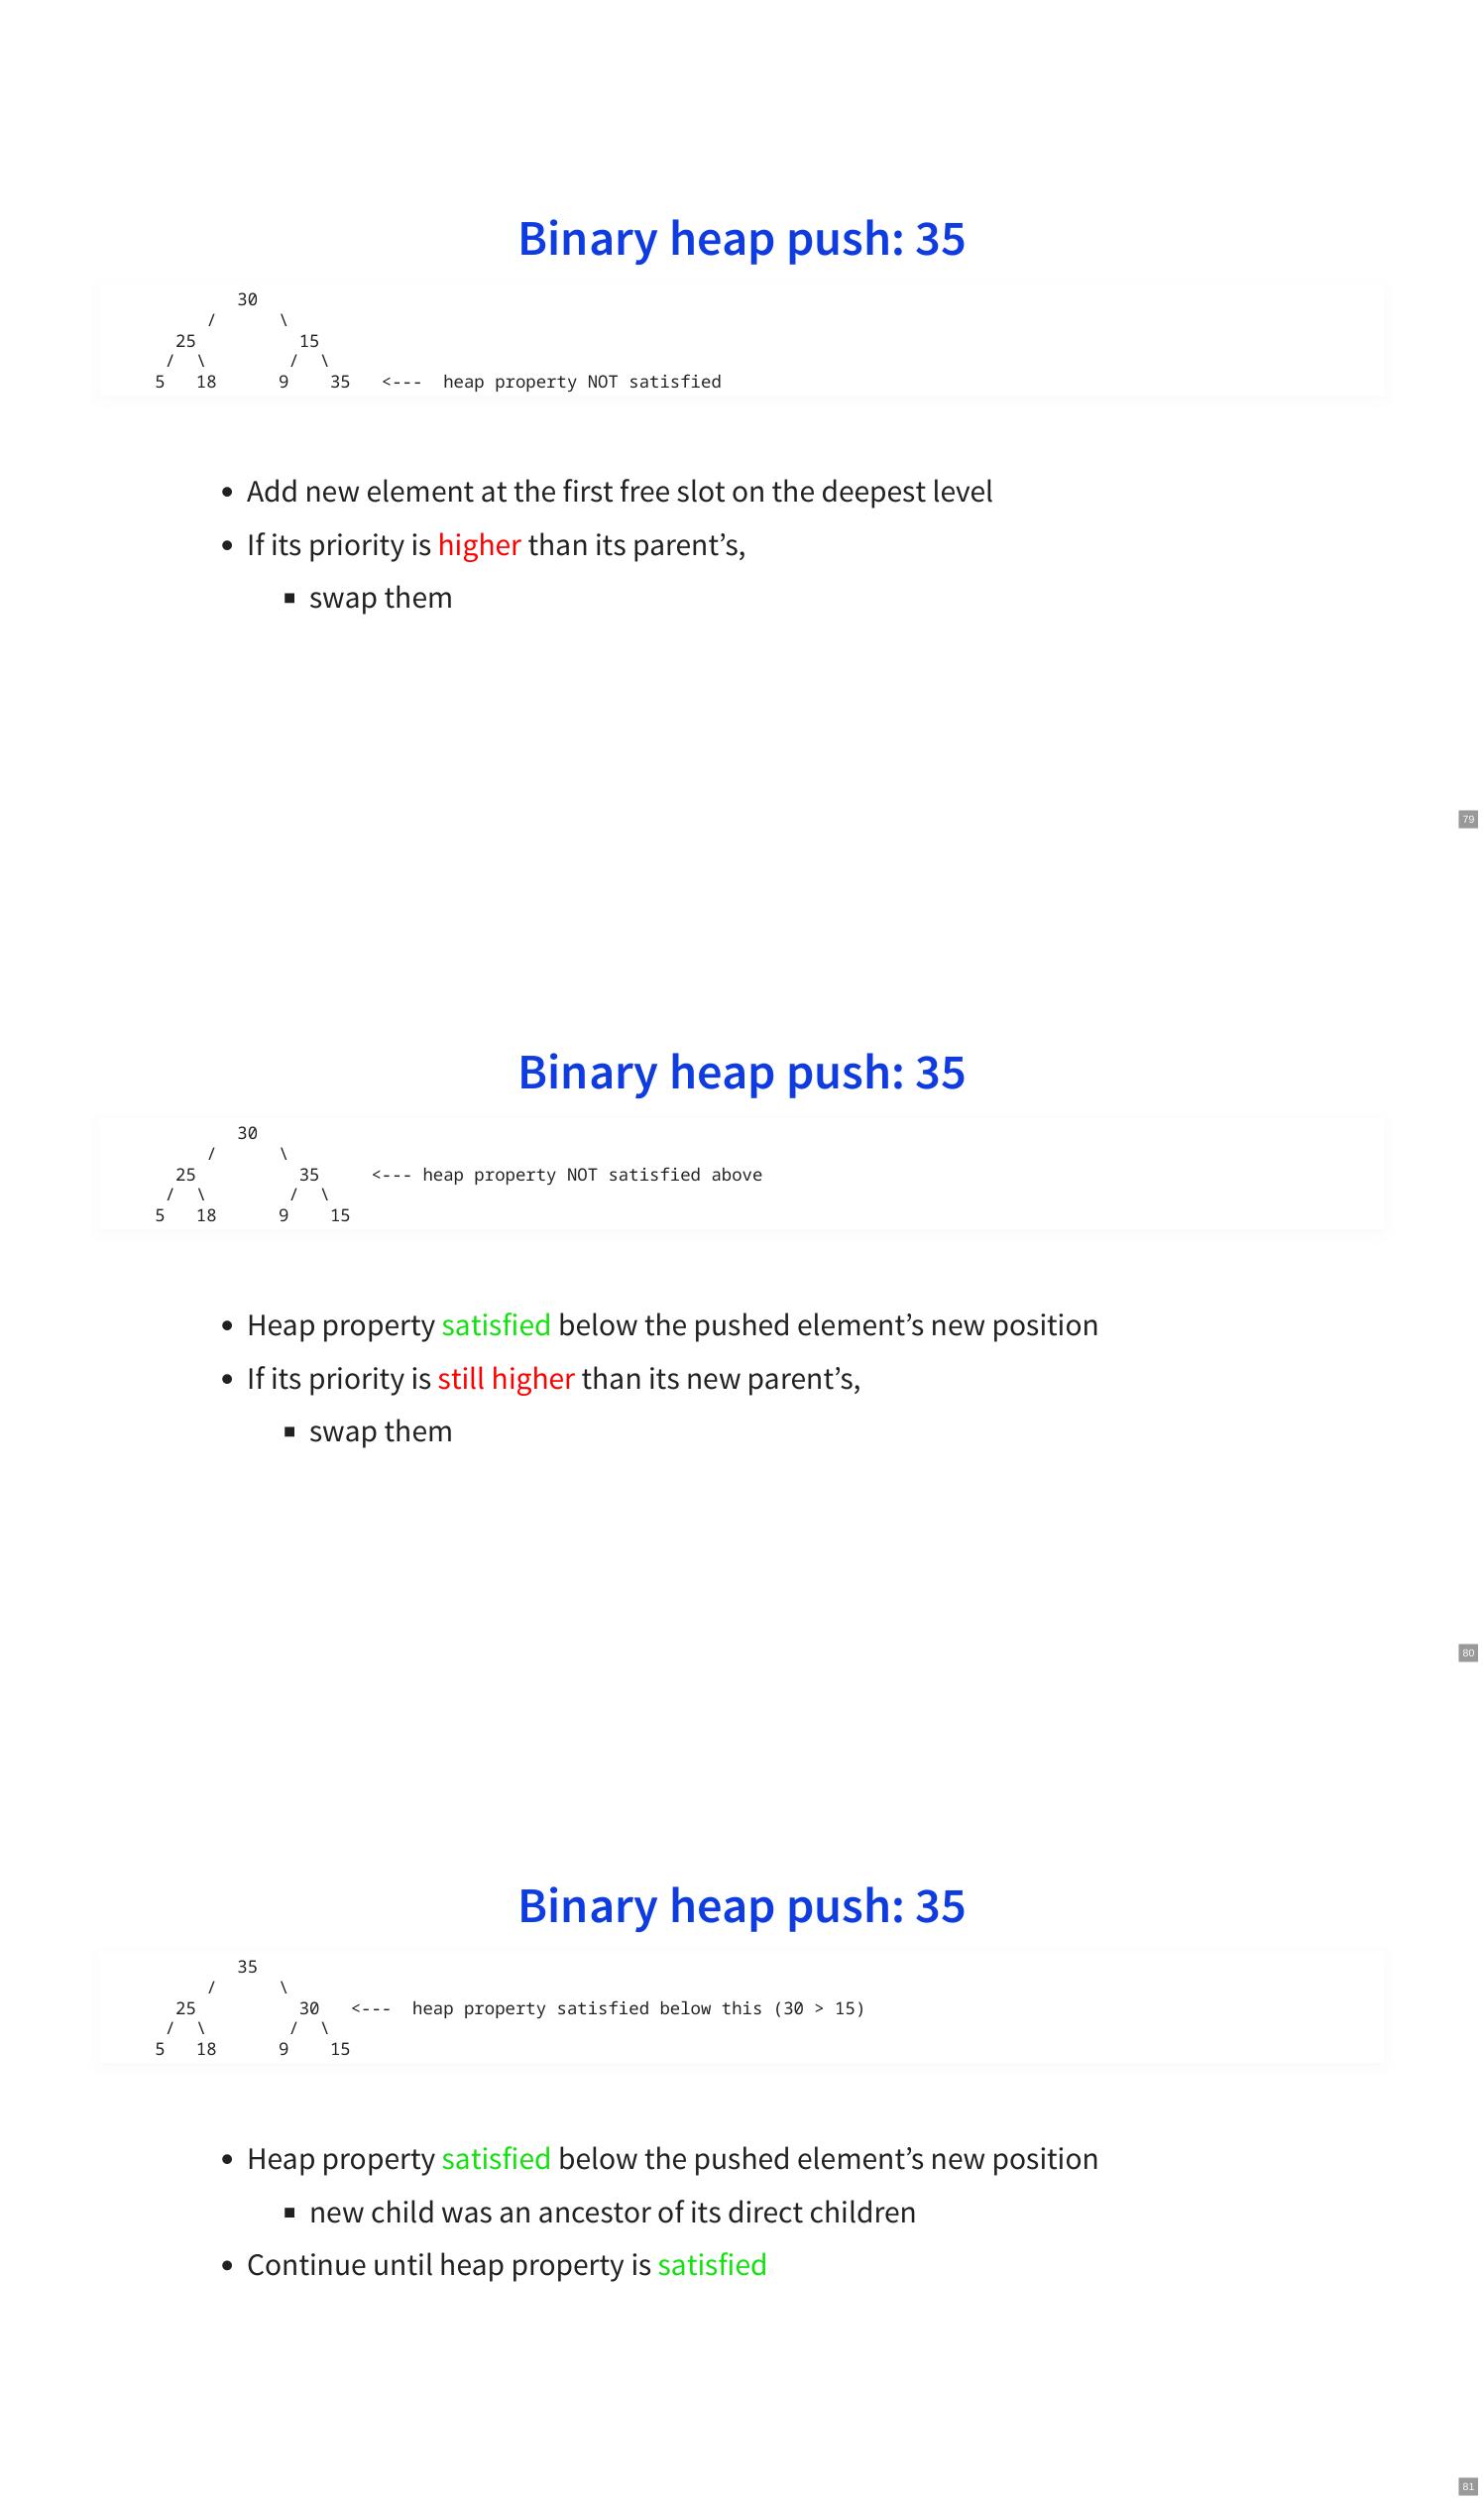 Binary heap push: 35
30
/ \
25 15
/ \ / \
5 18 9 35 <--- heap property NOT satisfied
• Add new element at the first free slot on the deepest level
• If its priority is higher than its parent’s,
▪ swap them
79
Binary heap push: 35
30
/ \
25 35 <--- heap property NOT satisfied above
/ \ / \
5 18 9 15
• Heap property satisfied below the pushed element’s new position
• If its priority is still higher than its new parent’s,
▪ swap them
80
Binary heap push: 35
35
/ \
25 30 <--- heap property satisfied below this (30 > 15)
/ \ / \
5 18 9 15
• Heap property satisfied below the pushed element’s new position
▪ new child was an ancestor of its direct children
• Continue until heap property is satisfied
81